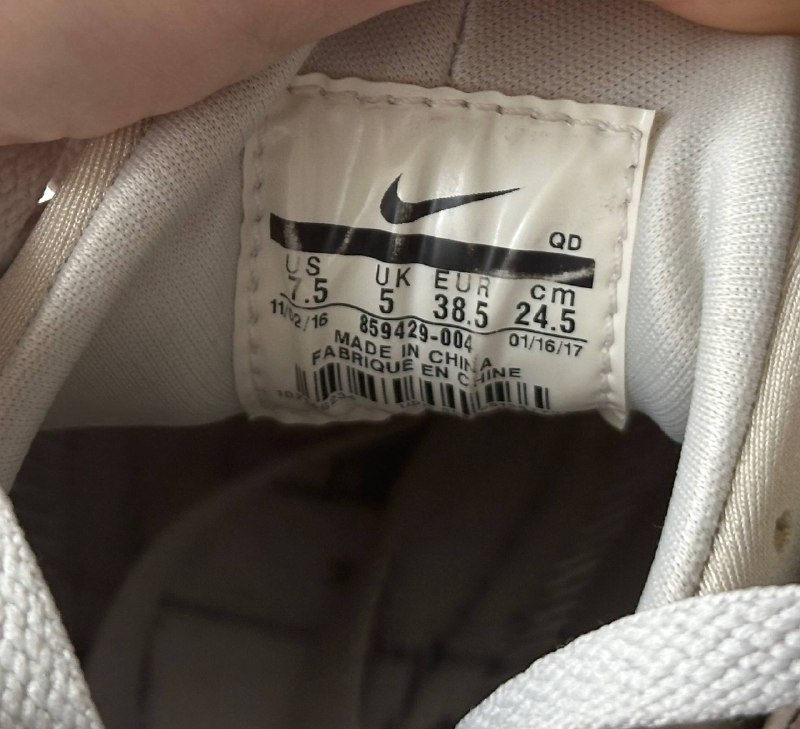 QD
US UK EUR cm
7.5 5 38.5 24.5
11/02/16 859429-004 01/16/17
MADE IN CHINA
FABRIQUE EN CHINE